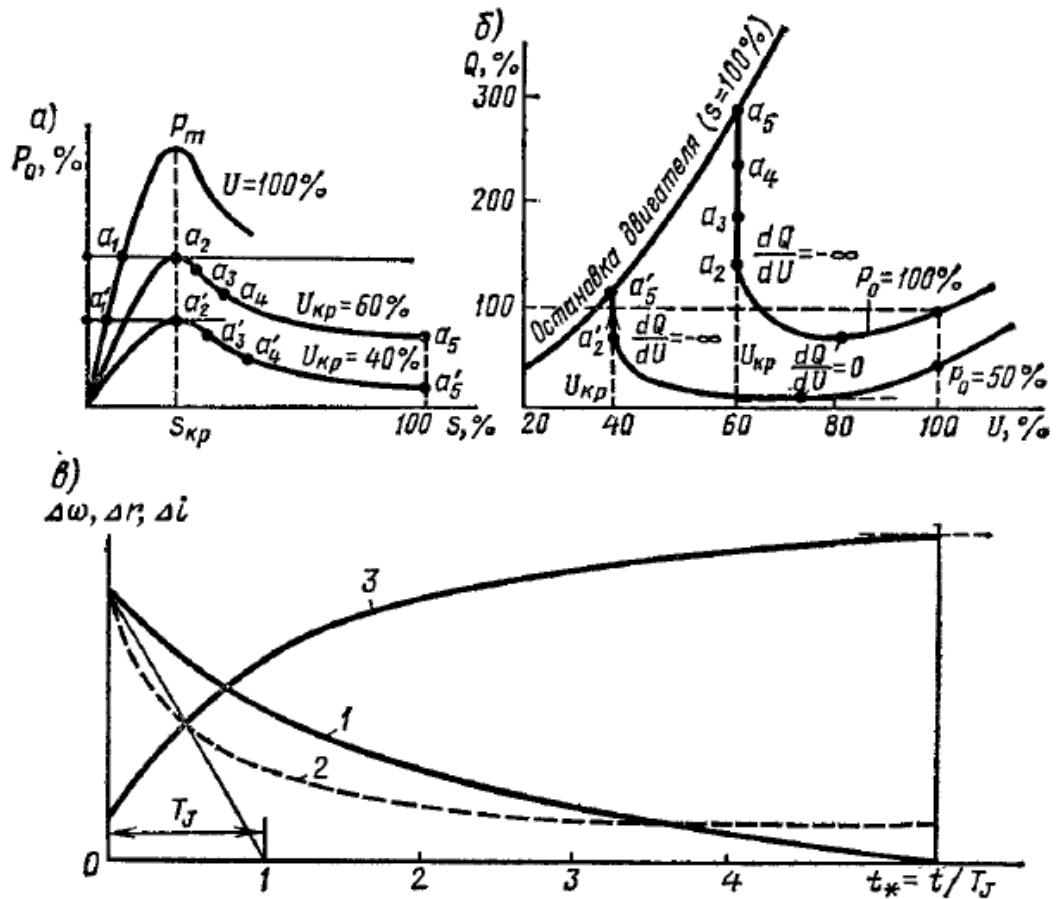 а)
P₀, %
Pm
U=100%
a₁
a₂
a₃
a₄
Uкр=60%
a₅
a₁'
a₂'
a₃'
a₄'
Uкр=40%
a₅'
Sкр
100 S,%
б)
Q,%
300
200
100
Остановка двигателя (s=100%)
a₅
a₄
a₃
a₂
dQ/dU=-∞
P₀=100%
a₅'
a₂'
dQ/dU=-∞
Uкр
Uкр
dQ/dU=0
P₀=50%
20 40 60 80 100 U,%
в)
Δω, Δr, Δi
3
1
2
TJ
0 1 2 3 4 t*=t/TJ